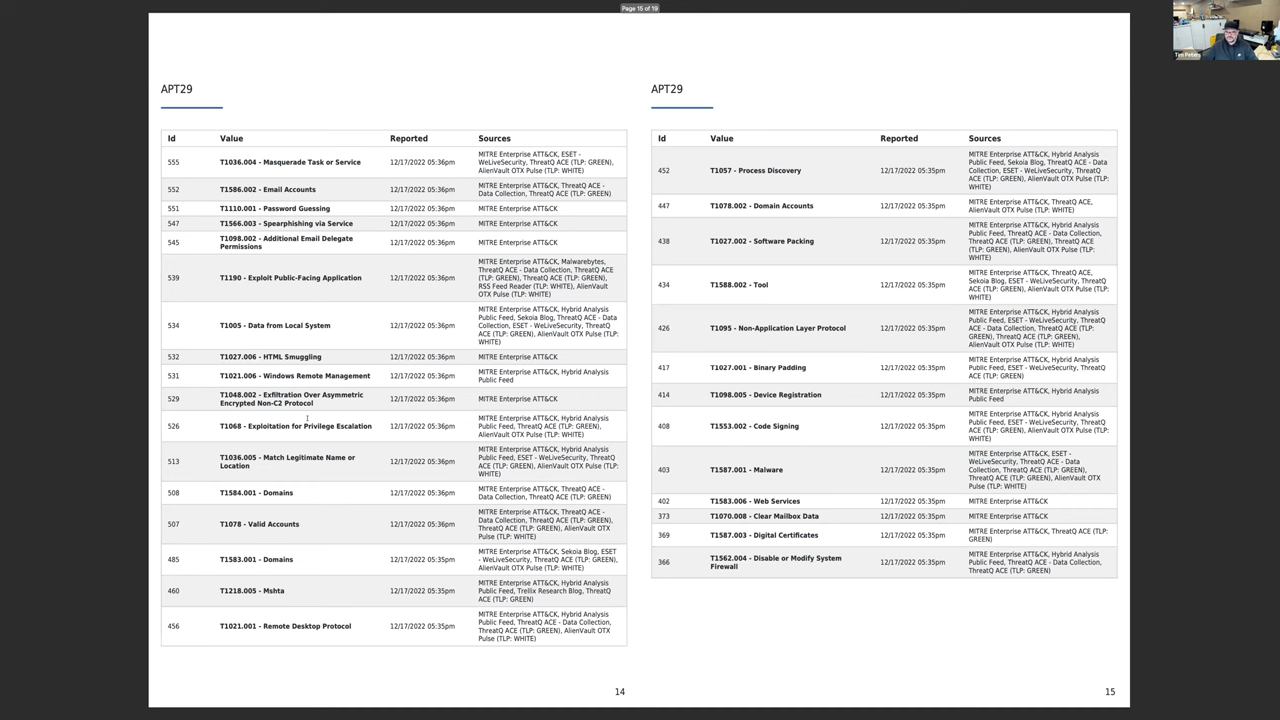 Page 15 of 19
Tim Peters
APT29
Id Value Reported Sources
555 T1036.004 - Masquerade Task or Service 12/17/2022 05:36pm MITRE Enterprise ATT&CK, ESET -
WeLiveSecurity, ThreatQ ACE (TLP: GREEN),
AlienVault OTX Pulse (TLP: WHITE)
552 T1586.002 - Email Accounts 12/17/2022 05:36pm MITRE Enterprise ATT&CK, ThreatQ ACE -
Data Collection, ThreatQ ACE (TLP: GREEN)
551 T1110.001 - Password Guessing 12/17/2022 05:36pm MITRE Enterprise ATT&CK
547 T1566.003 - Spearphishing via Service 12/17/2022 05:36pm MITRE Enterprise ATT&CK
545 T1098.002 - Additional Email Delegate
Permissions 12/17/2022 05:36pm MITRE Enterprise ATT&CK
539 T1190 - Exploit Public-Facing Application 12/17/2022 05:36pm MITRE Enterprise ATT&CK, Malwarebytes,
ThreatQ ACE - Data Collection, ThreatQ ACE
(TLP: GREEN), ThreatQ ACE (TLP: GREEN),
RSS Feed Reader (TLP: WHITE), AlienVault
OTX Pulse (TLP: WHITE)
534 T1005 - Data from Local System 12/17/2022 05:36pm MITRE Enterprise ATT&CK, Hybrid Analysis
Public Feed, Sekoia Blog, ThreatQ ACE - Data
Collection, ESET - WeLiveSecurity, ThreatQ
ACE (TLP: GREEN), AlienVault OTX Pulse (TLP:
WHITE)
532 T1027.006 - HTML Smuggling 12/17/2022 05:36pm MITRE Enterprise ATT&CK
531 T1021.006 - Windows Remote Management 12/17/2022 05:36pm MITRE Enterprise ATT&CK, Hybrid Analysis
Public Feed
529 T1048.002 - Exfiltration Over Asymmetric
Encrypted Non-C2 Protocol 12/17/2022 05:36pm MITRE Enterprise ATT&CK
526 T1068 - Exploitation for Privilege Escalation 12/17/2022 05:36pm MITRE Enterprise ATT&CK, Hybrid Analysis
Public Feed, ThreatQ ACE (TLP: GREEN),
AlienVault OTX Pulse (TLP: WHITE)
513 T1036.005 - Match Legitimate Name or
Location 12/17/2022 05:36pm MITRE Enterprise ATT&CK, Hybrid Analysis
Public Feed, ESET - WeLiveSecurity, ThreatQ
ACE (TLP: GREEN), AlienVault OTX Pulse (TLP:
WHITE)
508 T1584.001 - Domains 12/17/2022 05:36pm MITRE Enterprise ATT&CK, ThreatQ ACE -
Data Collection, ThreatQ ACE (TLP: GREEN)
507 T1078 - Valid Accounts 12/17/2022 05:36pm MITRE Enterprise ATT&CK, ThreatQ ACE -
Data Collection, ThreatQ ACE (TLP: GREEN),
ThreatQ ACE (TLP: GREEN), AlienVault OTX
Pulse (TLP: WHITE)
485 T1583.001 - Domains 12/17/2022 05:35pm MITRE Enterprise ATT&CK, Sekoia Blog, ESET
- WeLiveSecurity, ThreatQ ACE (TLP: GREEN),
AlienVault OTX Pulse (TLP: WHITE)
460 T1218.005 - Mshta 12/17/2022 05:35pm MITRE Enterprise ATT&CK, Hybrid Analysis
Public Feed, Trellix Research Blog, ThreatQ
ACE (TLP: GREEN)
456 T1021.001 - Remote Desktop Protocol 12/17/2022 05:35pm MITRE Enterprise ATT&CK, Hybrid Analysis
Public Feed, ThreatQ ACE - Data Collection,
ThreatQ ACE (TLP: GREEN), AlienVault OTX
Pulse (TLP: WHITE)
14
APT29
Id Value Reported Sources
452 T1057 - Process Discovery 12/17/2022 05:35pm MITRE Enterprise ATT&CK, Hybrid Analysis
Public Feed, Sekoia Blog, ThreatQ ACE - Data
Collection, ESET - WeLiveSecurity, ThreatQ
ACE (TLP: GREEN), AlienVault OTX Pulse (TLP:
WHITE)
447 T1078.002 - Domain Accounts 12/17/2022 05:35pm MITRE Enterprise ATT&CK, ThreatQ ACE,
AlienVault OTX Pulse (TLP: WHITE)
438 T1027.002 - Software Packing 12/17/2022 05:35pm MITRE Enterprise ATT&CK, Hybrid Analysis
Public Feed, ThreatQ ACE - Data Collection,
ThreatQ ACE (TLP: GREEN), ThreatQ ACE
(TLP: GREEN), AlienVault OTX Pulse (TLP:
WHITE)
434 T1588.002 - Tool 12/17/2022 05:35pm MITRE Enterprise ATT&CK, ThreatQ ACE,
Sekoia Blog, ESET - WeLiveSecurity, ThreatQ
ACE (TLP: GREEN), AlienVault OTX Pulse (TLP:
WHITE)
426 T1095 - Non-Application Layer Protocol 12/17/2022 05:35pm MITRE Enterprise ATT&CK, Hybrid Analysis
Public Feed, ESET - WeLiveSecurity, ThreatQ
ACE - Data Collection, ThreatQ ACE (TLP:
GREEN), ThreatQ ACE (TLP: GREEN),
AlienVault OTX Pulse (TLP: WHITE)
417 T1027.001 - Binary Padding 12/17/2022 05:35pm MITRE Enterprise ATT&CK, Hybrid Analysis
Public Feed, ESET - WeLiveSecurity, ThreatQ
ACE (TLP: GREEN)
414 T1098.005 - Device Registration 12/17/2022 05:35pm MITRE Enterprise ATT&CK, Hybrid Analysis
Public Feed
408 T1553.002 - Code Signing 12/17/2022 05:35pm MITRE Enterprise ATT&CK, Hybrid Analysis
Public Feed, ESET - WeLiveSecurity, ThreatQ
ACE (TLP: GREEN), AlienVault OTX Pulse (TLP:
WHITE)
403 T1587.001 - Malware 12/17/2022 05:35pm MITRE Enterprise ATT&CK, ESET -
WeLiveSecurity, ThreatQ ACE - Data
Collection, ThreatQ ACE (TLP: GREEN),
ThreatQ ACE (TLP: GREEN), AlienVault OTX
Pulse (TLP: WHITE)
402 T1583.006 - Web Services 12/17/2022 05:35pm MITRE Enterprise ATT&CK
373 T1070.008 - Clear Mailbox Data 12/17/2022 05:35pm MITRE Enterprise ATT&CK
369 T1587.003 - Digital Certificates 12/17/2022 05:35pm MITRE Enterprise ATT&CK, ThreatQ ACE (TLP:
GREEN)
366 T1562.004 - Disable or Modify System
Firewall 12/17/2022 05:35pm MITRE Enterprise ATT&CK, Hybrid Analysis
Public Feed, ThreatQ ACE - Data Collection,
ThreatQ ACE (TLP: GREEN)
15